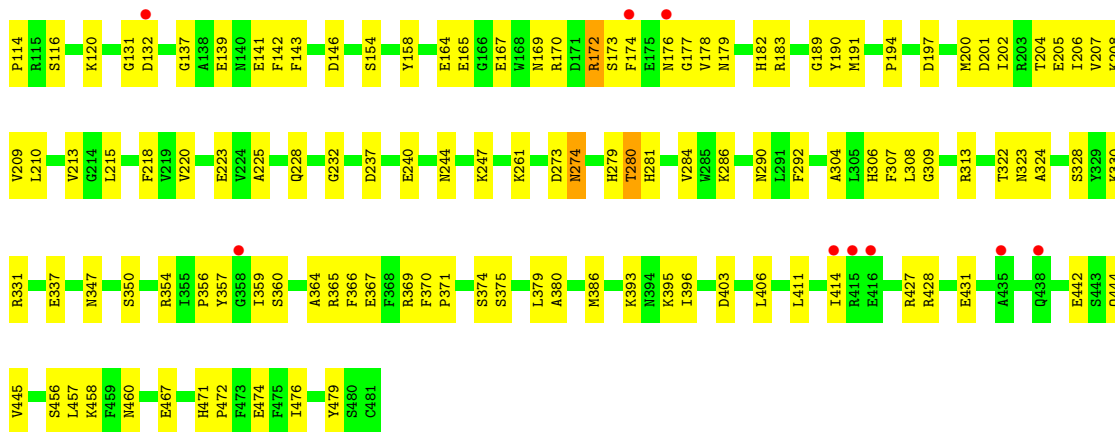 P114 R115 S116 K120 G131 D132 G137 A138 E139 N140 E141 F142 F143 D146 S154 Y158 E164 E165 G166 E167 W168 N169 R170 D171 R172 S173 F174 E175 N176 G177 V178 N179 H182 R183 G189 Y190 M191 P194 D197 M200 D201 I202 R203 T204 E205 I206 V207 K208
V209 L210 V213 G214 L215 F218 V219 V220 E223 V224 A225 Q228 G232 D237 E240 N244 K247 K261 D273 N274 H279 T280 H281 V284 W285 K286 N290 L291 F292 A304 L305 H306 F307 L308 G309 R313 T322 N323 A324 S328 Y329 K330
R331 E337 N347 S350 R354 I355 P356 Y357 G358 I359 S360 A364 R365 F366 E367 F368 R369 F370 P371 S374 S375 L379 A380 M386 K393 N394 K395 I396 D403 L406 L411 I414 R415 E416 R427 R428 E431 A435 Q438 E442 S443
V445 S456 L457 K458 F459 N460 E467 H471 P472 F473 E474 F475 I476 Y479 S480 C481